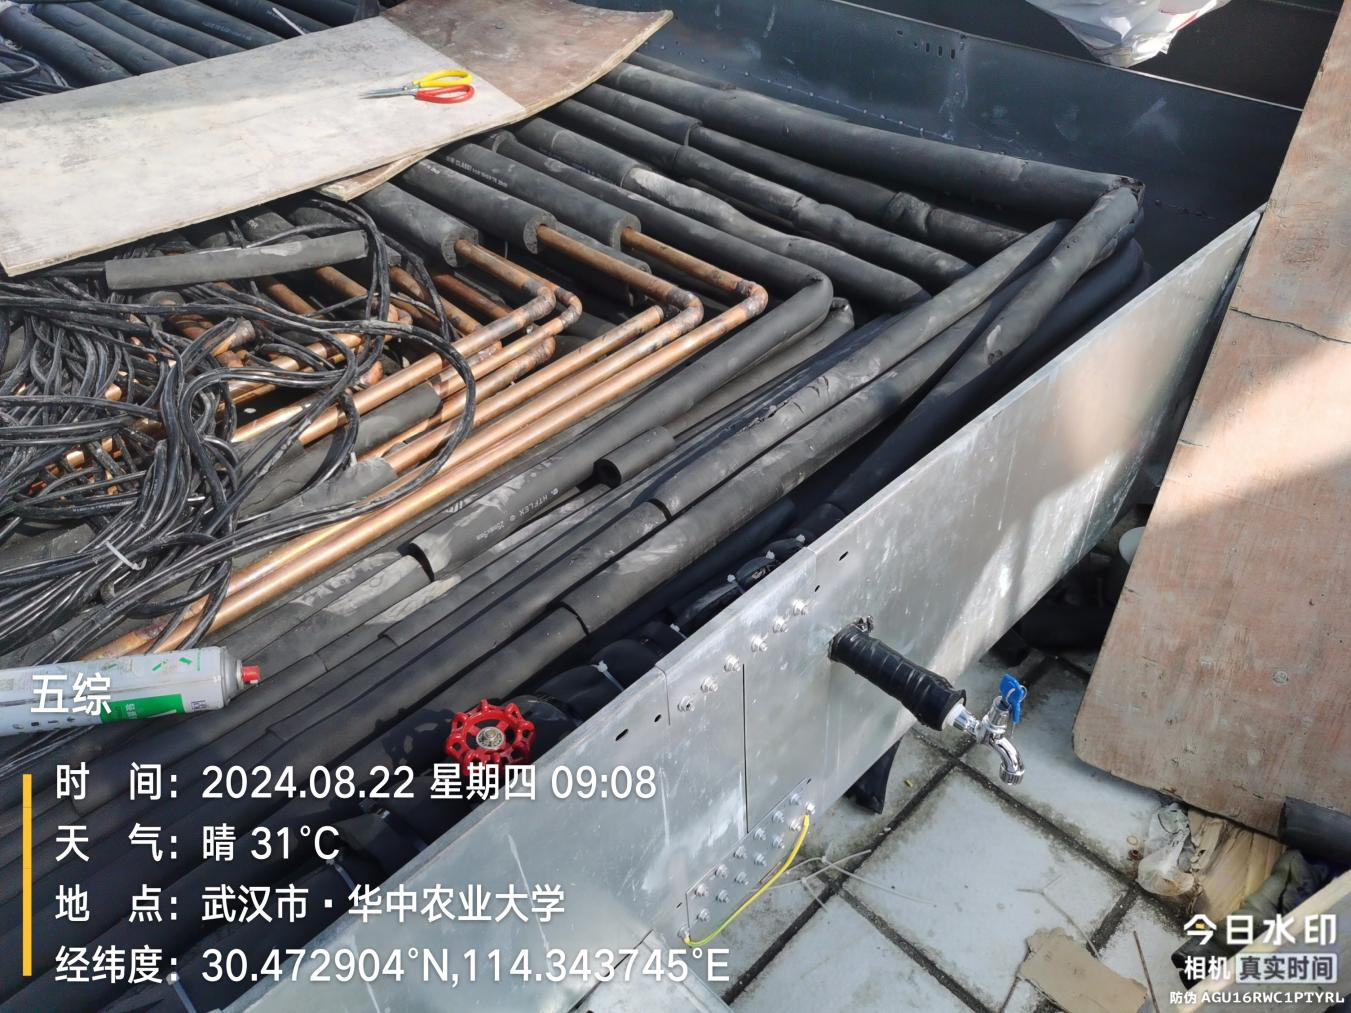 HTFLEX
五综
时 间：2024.08.22 星期四 09:08
天 气：晴 31°C
地 点：武汉市·华中农业大学
经纬度：30.472904°N,114.343745°E
今日水印
相机 真实时间
防伪 AGU16RWC1PTYRL